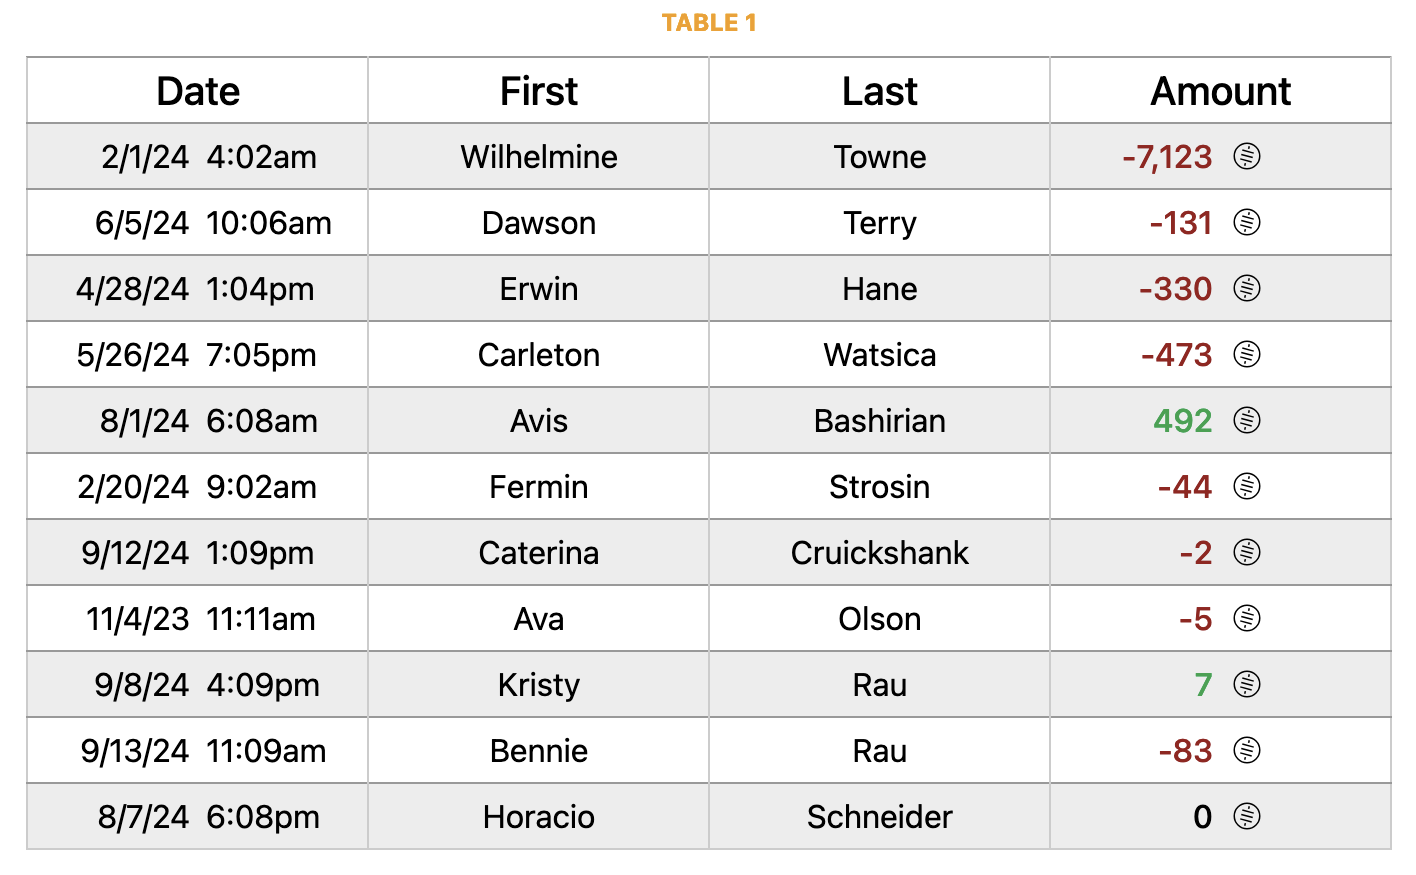 TABLE 1
Date First Last Amount
2/1/24 4:02am Wilhelmine Towne -7,123
6/5/24 10:06am Dawson Terry -131
4/28/24 1:04pm Erwin Hane -330
5/26/24 7:05pm Carleton Watsica -473
8/1/24 6:08am Avis Bashirian 492
2/20/24 9:02am Fermin Strosin -44
9/12/24 1:09pm Caterina Cruickshank -2
11/4/23 11:11am Ava Olson -5
9/8/24 4:09pm Kristy Rau 7
9/13/24 11:09am Bennie Rau -83
8/7/24 6:08pm Horacio Schneider 0